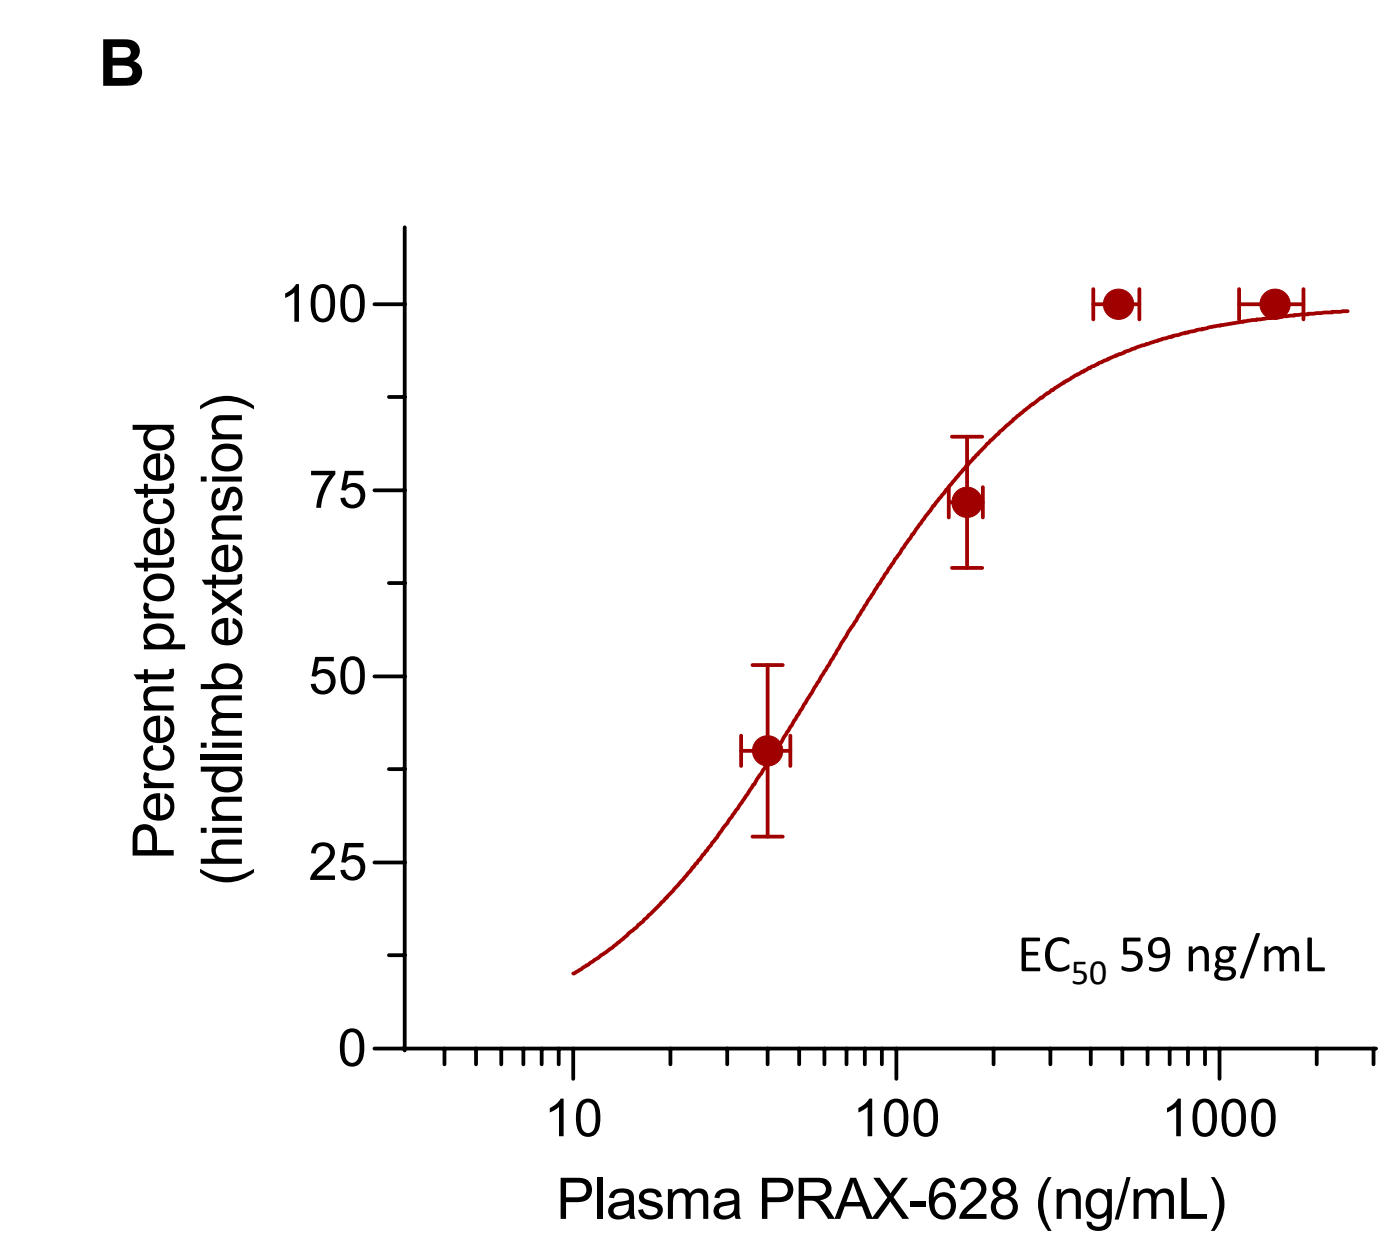 B
Percent protected
(hindlimb extension)
100
75
50
25
0
EC₅₀ 59 ng/mL
10 100 1000
Plasma PRAX-628 (ng/mL)